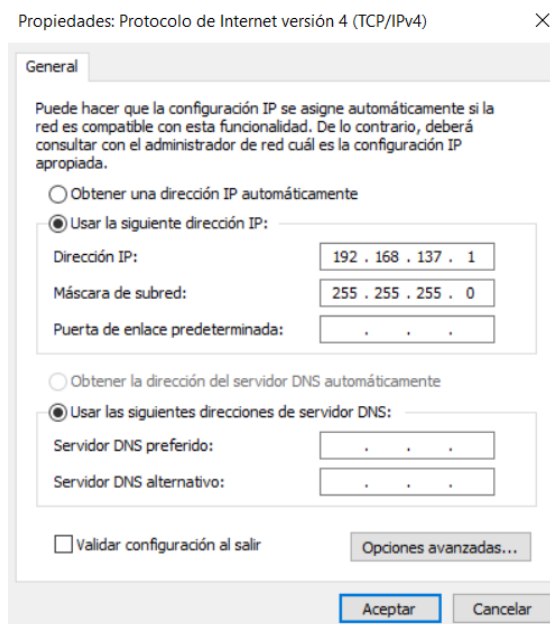 Propiedades: Protocolo de Internet versión 4 (TCP/IPv4)
General
Puede hacer que la configuración IP se asigne automáticamente si la
red es compatible con esta funcionalidad. De lo contrario, deberá
consultar con el administrador de red cuál es la configuración IP
apropiada.
Obtener una dirección IP automáticamente
Usar la siguiente dirección IP:
Dirección IP: 192 . 168 . 137 . 1
Máscara de subred: 255 . 255 . 255 . 0
Puerta de enlace predeterminada: . . .
Obtener la dirección del servidor DNS automáticamente
Usar las siguientes direcciones de servidor DNS:
Servidor DNS preferido: . . .
Servidor DNS alternativo: . . .
Validar configuración al salir
Opciones avanzadas...
Aceptar Cancelar